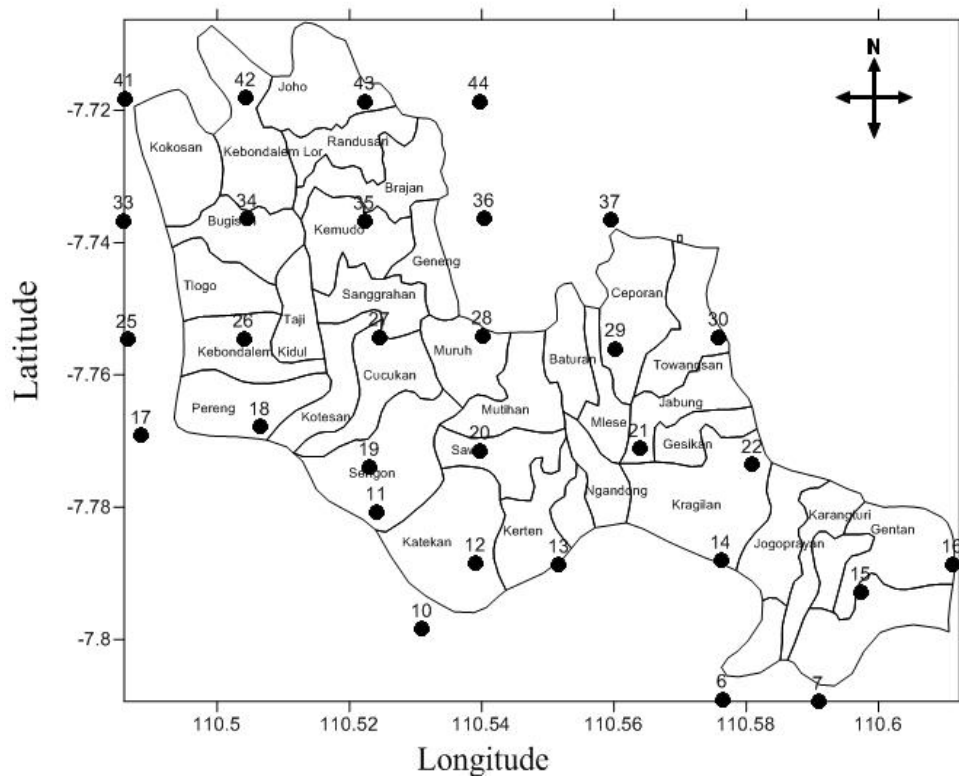 N
41
42
43
44
Joho
-7.72
Kokosan
Kebondalem Lor
Randusan
Brajan
33
34
35
36
37
Bugis
Kemudo
Geneng
-7.74
Tlogo
Sanggrahan
Ceporan
25
26
Taji
27
28
29
30
Kebondalem
Kidul
Muruh
Baturan
Towangsan
-7.76
Cucukan
Pereng
Kotesan
Mutihan
Mlese
Jabung
17
18
19
20
21
22
Sengon
Saw
Gesikan
-7.78
11
Ngandong
Kragilan
Karangturi
Gentan
Katekan
Kerten
Jogoprayan
12
13
14
15
16
10
-7.8
6
7
110.5
110.52
110.54
110.56
110.58
110.6
Latitude
Longitude